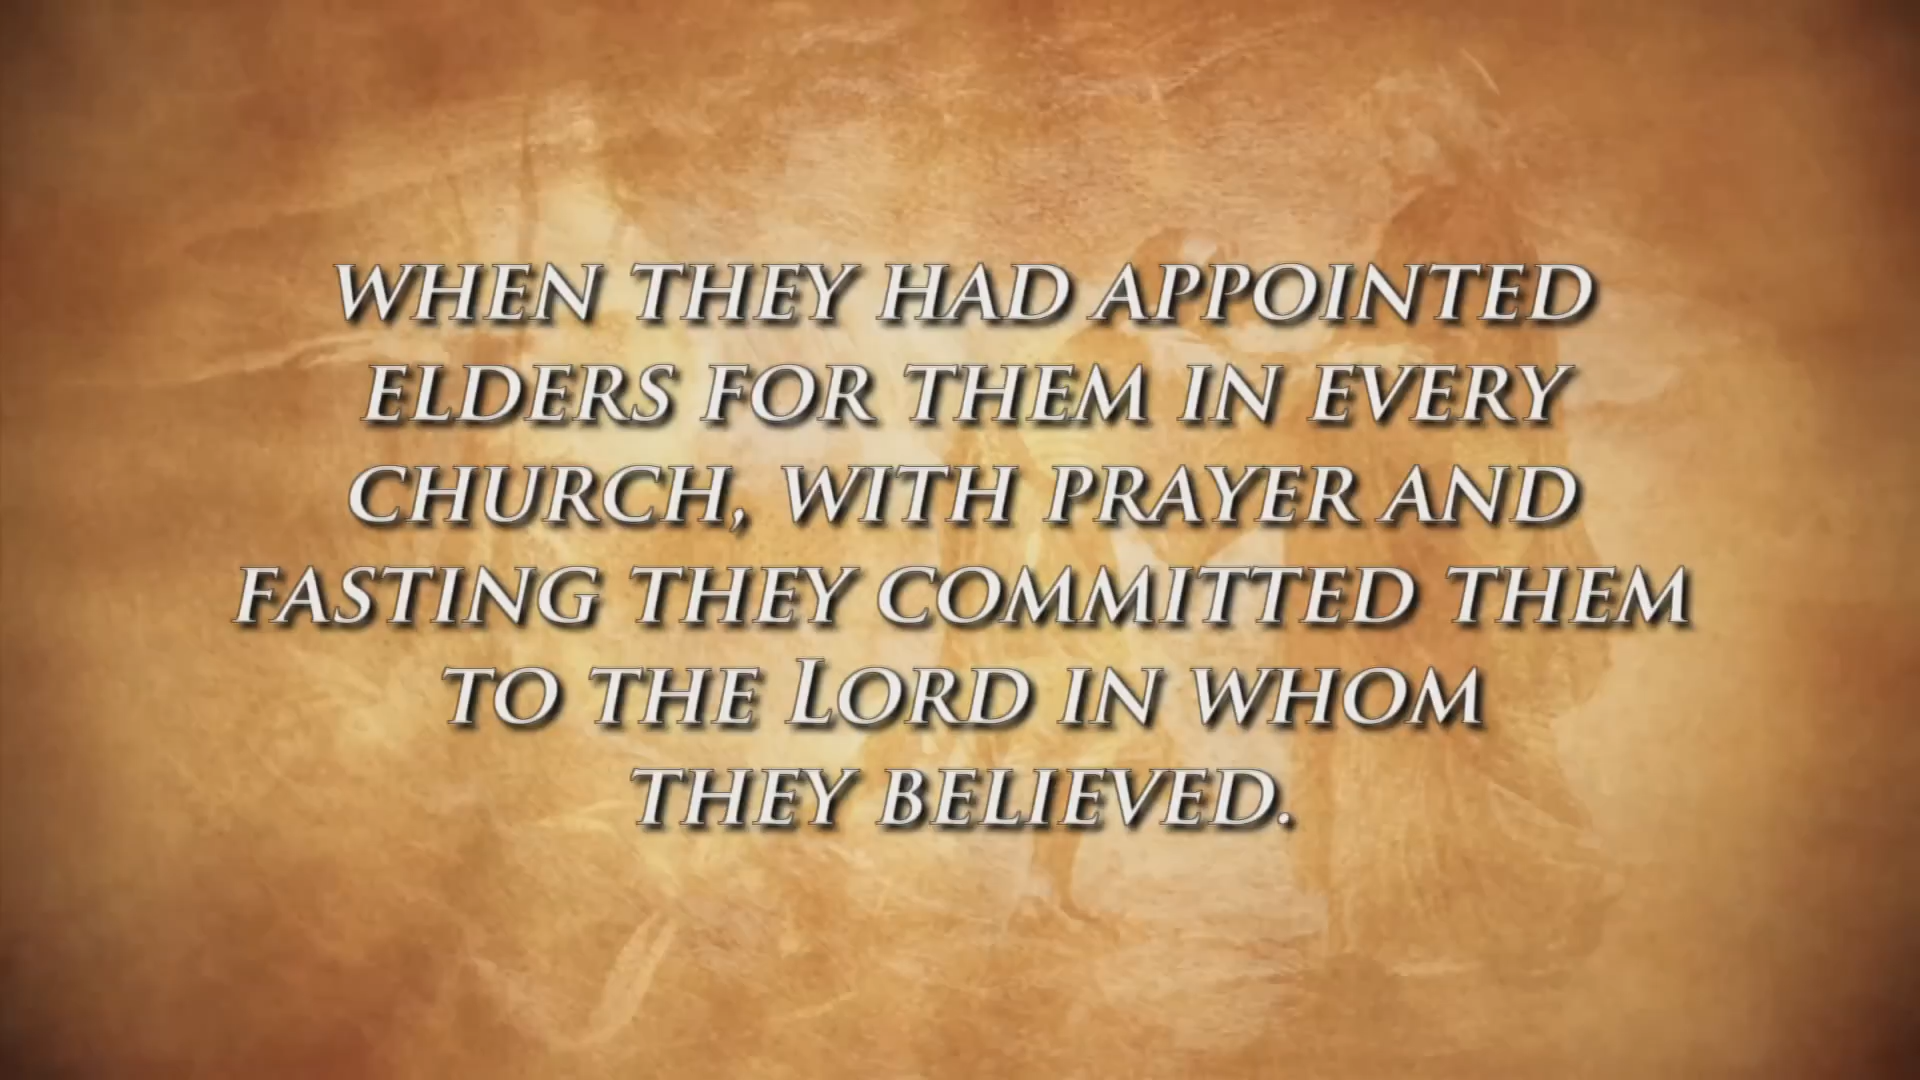 WHEN THEY HAD APPOINTED
ELDERS FOR THEM IN EVERY
CHURCH, WITH PRAYER AND
FASTING THEY COMMITTED THEM
TO THE LORD IN WHOM
THEY BELIEVED.